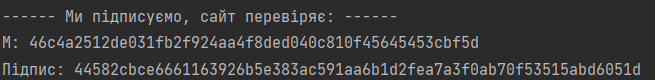 ------ Ми підписуємо, сайт перевіряє: ------
M: 46c4a2512de031fb2f924aa4f8ded040c810f45645453cbf5d
Підпис: 44582cbce6661163926b5e383ac591aa6b1d2fea7a3f0ab70f53515abd6051d